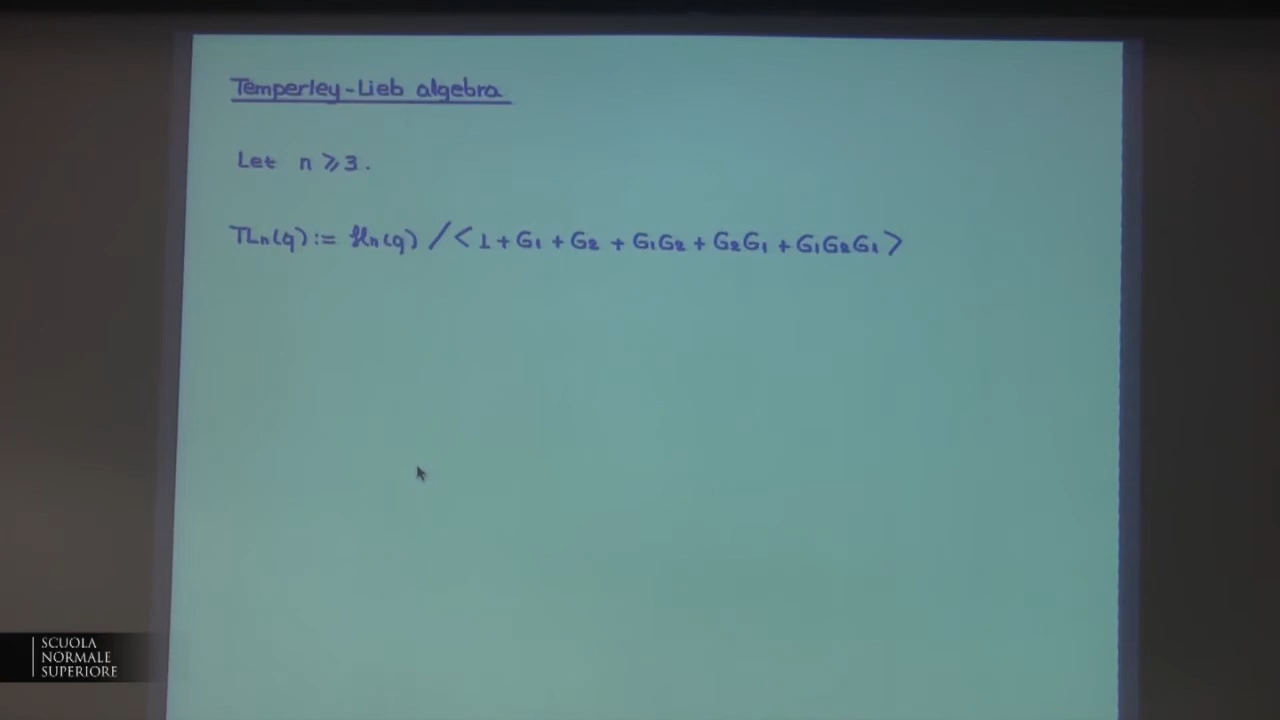 Temperley-Lieb algebra
Let n ⩾ 3.
TLn(q) := ℋn(q) / < 1 + G1 + G2 + G1G2 + G2G1 + G1G2G1 >
SCUOLA
NORMALE
SUPERIORE